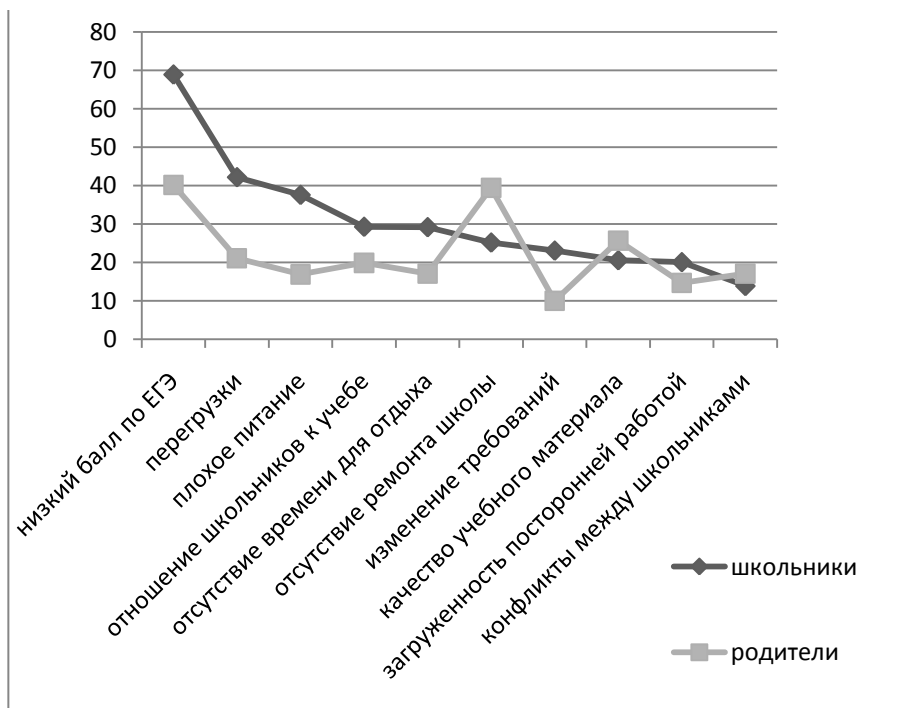 80
70
60
50
40
30
20
10
0
низкий балл по ЕГЭ
перегрузки
плохое питание
отношение школьников к учебе
отсутствие времени для отдыха
отсутствие ремонта школы
изменение требований
качество учебного материала
загруженность посторонней работой
конфликты между школьниками
школьники
родители